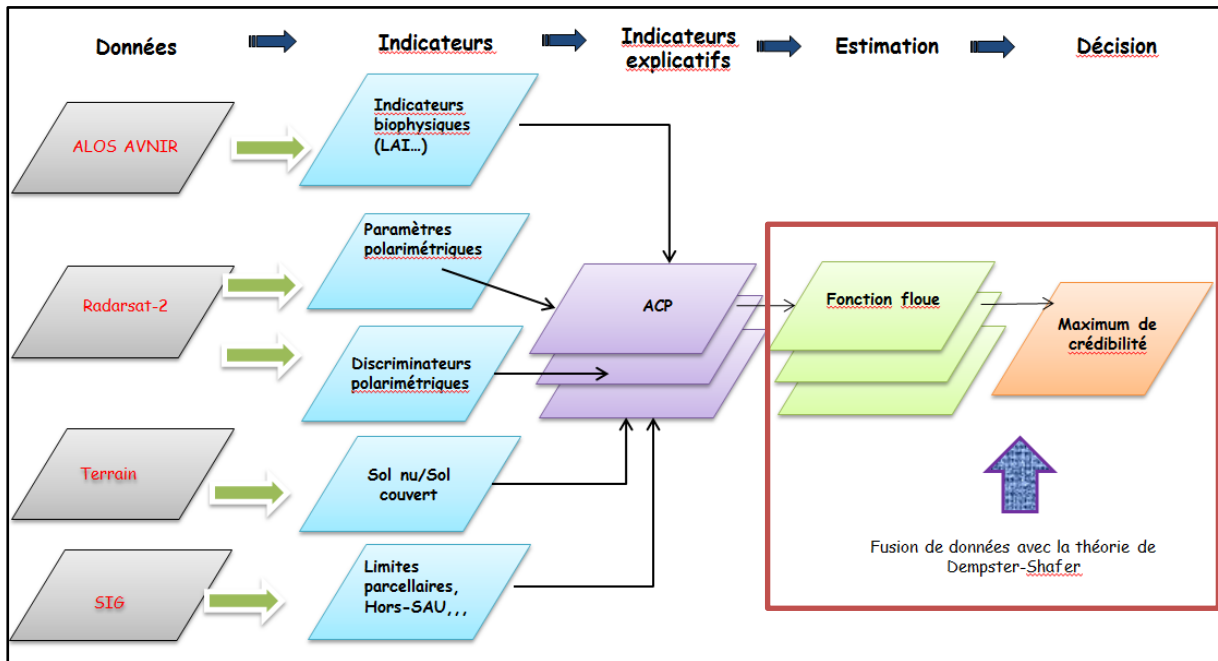 Données
Indicateurs
Indicateurs
explicatifs
Estimation
Décision
ALOS AVNIR
Indicateurs
biophysiques
(LAI...)
Radarsat-2
Paramètres
polarimétriques
Discriminateurs
polarimétriques
Terrain
Sol nu/Sol
couvert
SIG
Limites
parcellaires,
Hors-SAU,,,
ACP
Fonction floue
Maximum de
crédibilité
Fusion de données avec la théorie de
Dempster-Shafer